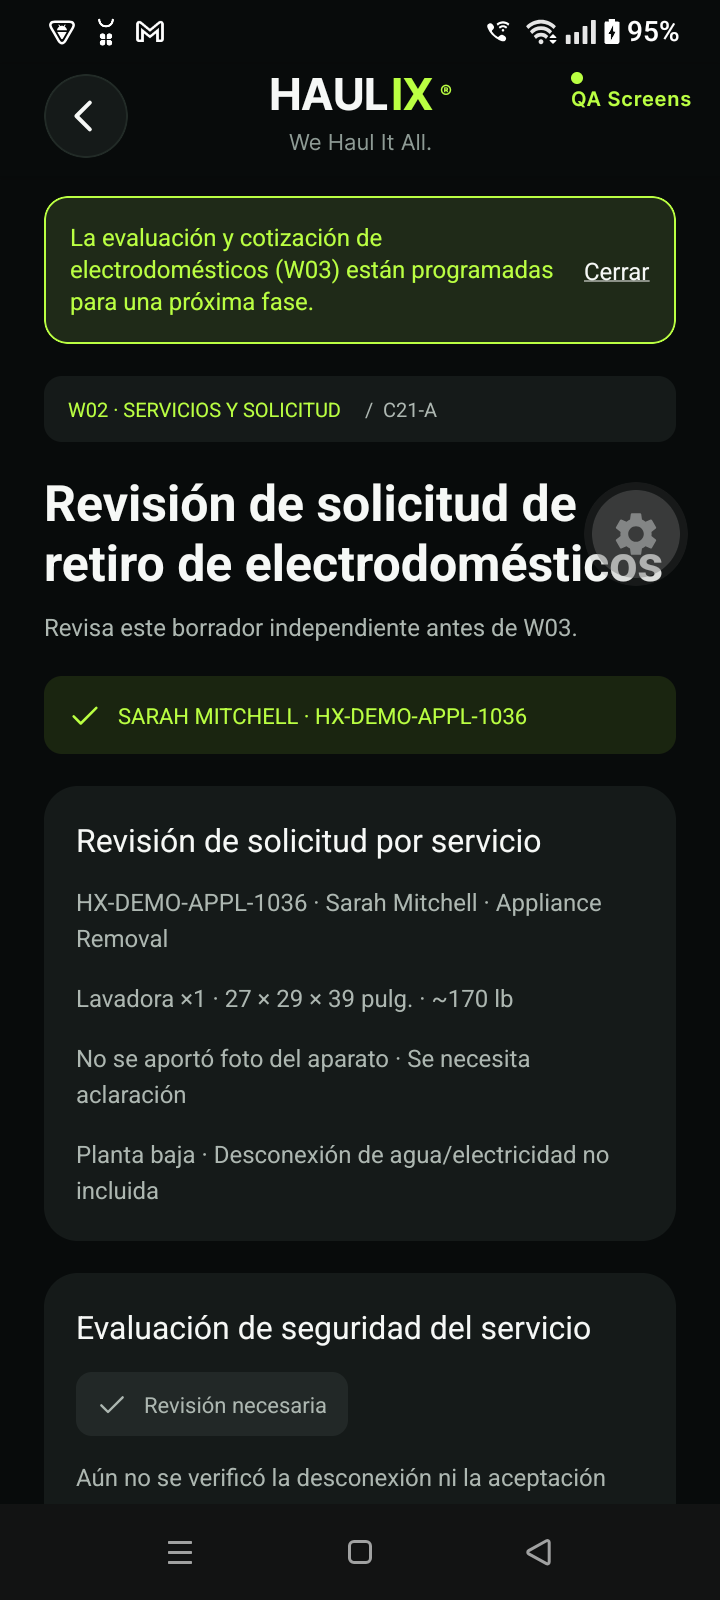 95%
HAULIX ®
QA Screens
We Haul It All.
La evaluación y cotización de
electrodomésticos (W03) están programadas
para una próxima fase.
Cerrar
W02 · SERVICIOS Y SOLICITUD / C21-A
Revisión de solicitud de
retiro de electrodomésticos
Revisa este borrador independiente antes de W03.
SARAH MITCHELL · HX-DEMO-APPL-1036
Revisión de solicitud por servicio
HX-DEMO-APPL-1036 · Sarah Mitchell · Appliance
Removal
Lavadora ×1 · 27 × 29 × 39 pulg. · ~170 lb
No se aportó foto del aparato · Se necesita
aclaración
Planta baja · Desconexión de agua/electricidad no
incluida
Evaluación de seguridad del servicio
Revisión necesaria
Aún no se verificó la desconexión ni la aceptación